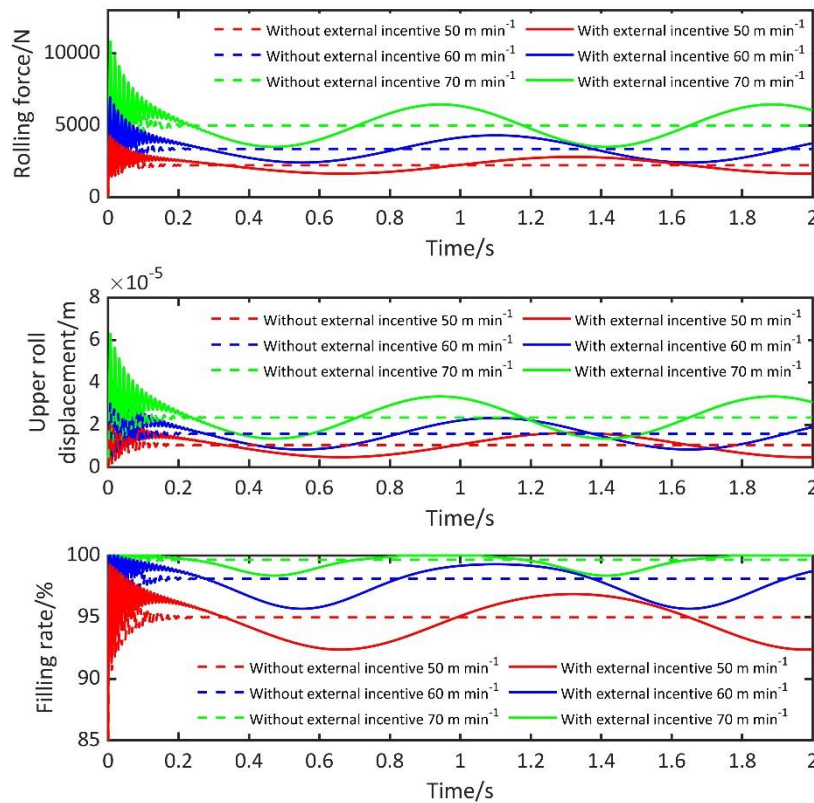 Rolling force/N
10000
5000
0
Without external incentive 50 m min⁻¹ With external incentive 50 m min⁻¹
Without external incentive 60 m min⁻¹ With external incentive 60 m min⁻¹
Without external incentive 70 m min⁻¹ With external incentive 70 m min⁻¹
0 0.2 0.4 0.6 0.8 1 1.2 1.4 1.6 1.8 2
Time/s
Upper roll
displacement/m
×10⁻⁵
8
6
4
2
0
Without external incentive 50 m min⁻¹ With external incentive 50 m min⁻¹
Without external incentive 60 m min⁻¹ With external incentive 60 m min⁻¹
Without external incentive 70 m min⁻¹ With external incentive 70 m min⁻¹
0 0.2 0.4 0.6 0.8 1 1.2 1.4 1.6 1.8 2
Time/s
Filling rate/%
100
95
90
85
Without external incentive 50 m min⁻¹ With external incentive 50 m min⁻¹
Without external incentive 60 m min⁻¹ With external incentive 60 m min⁻¹
Without external incentive 70 m min⁻¹ With external incentive 70 m min⁻¹
0 0.2 0.4 0.6 0.8 1 1.2 1.4 1.6 1.8 2
Time/s